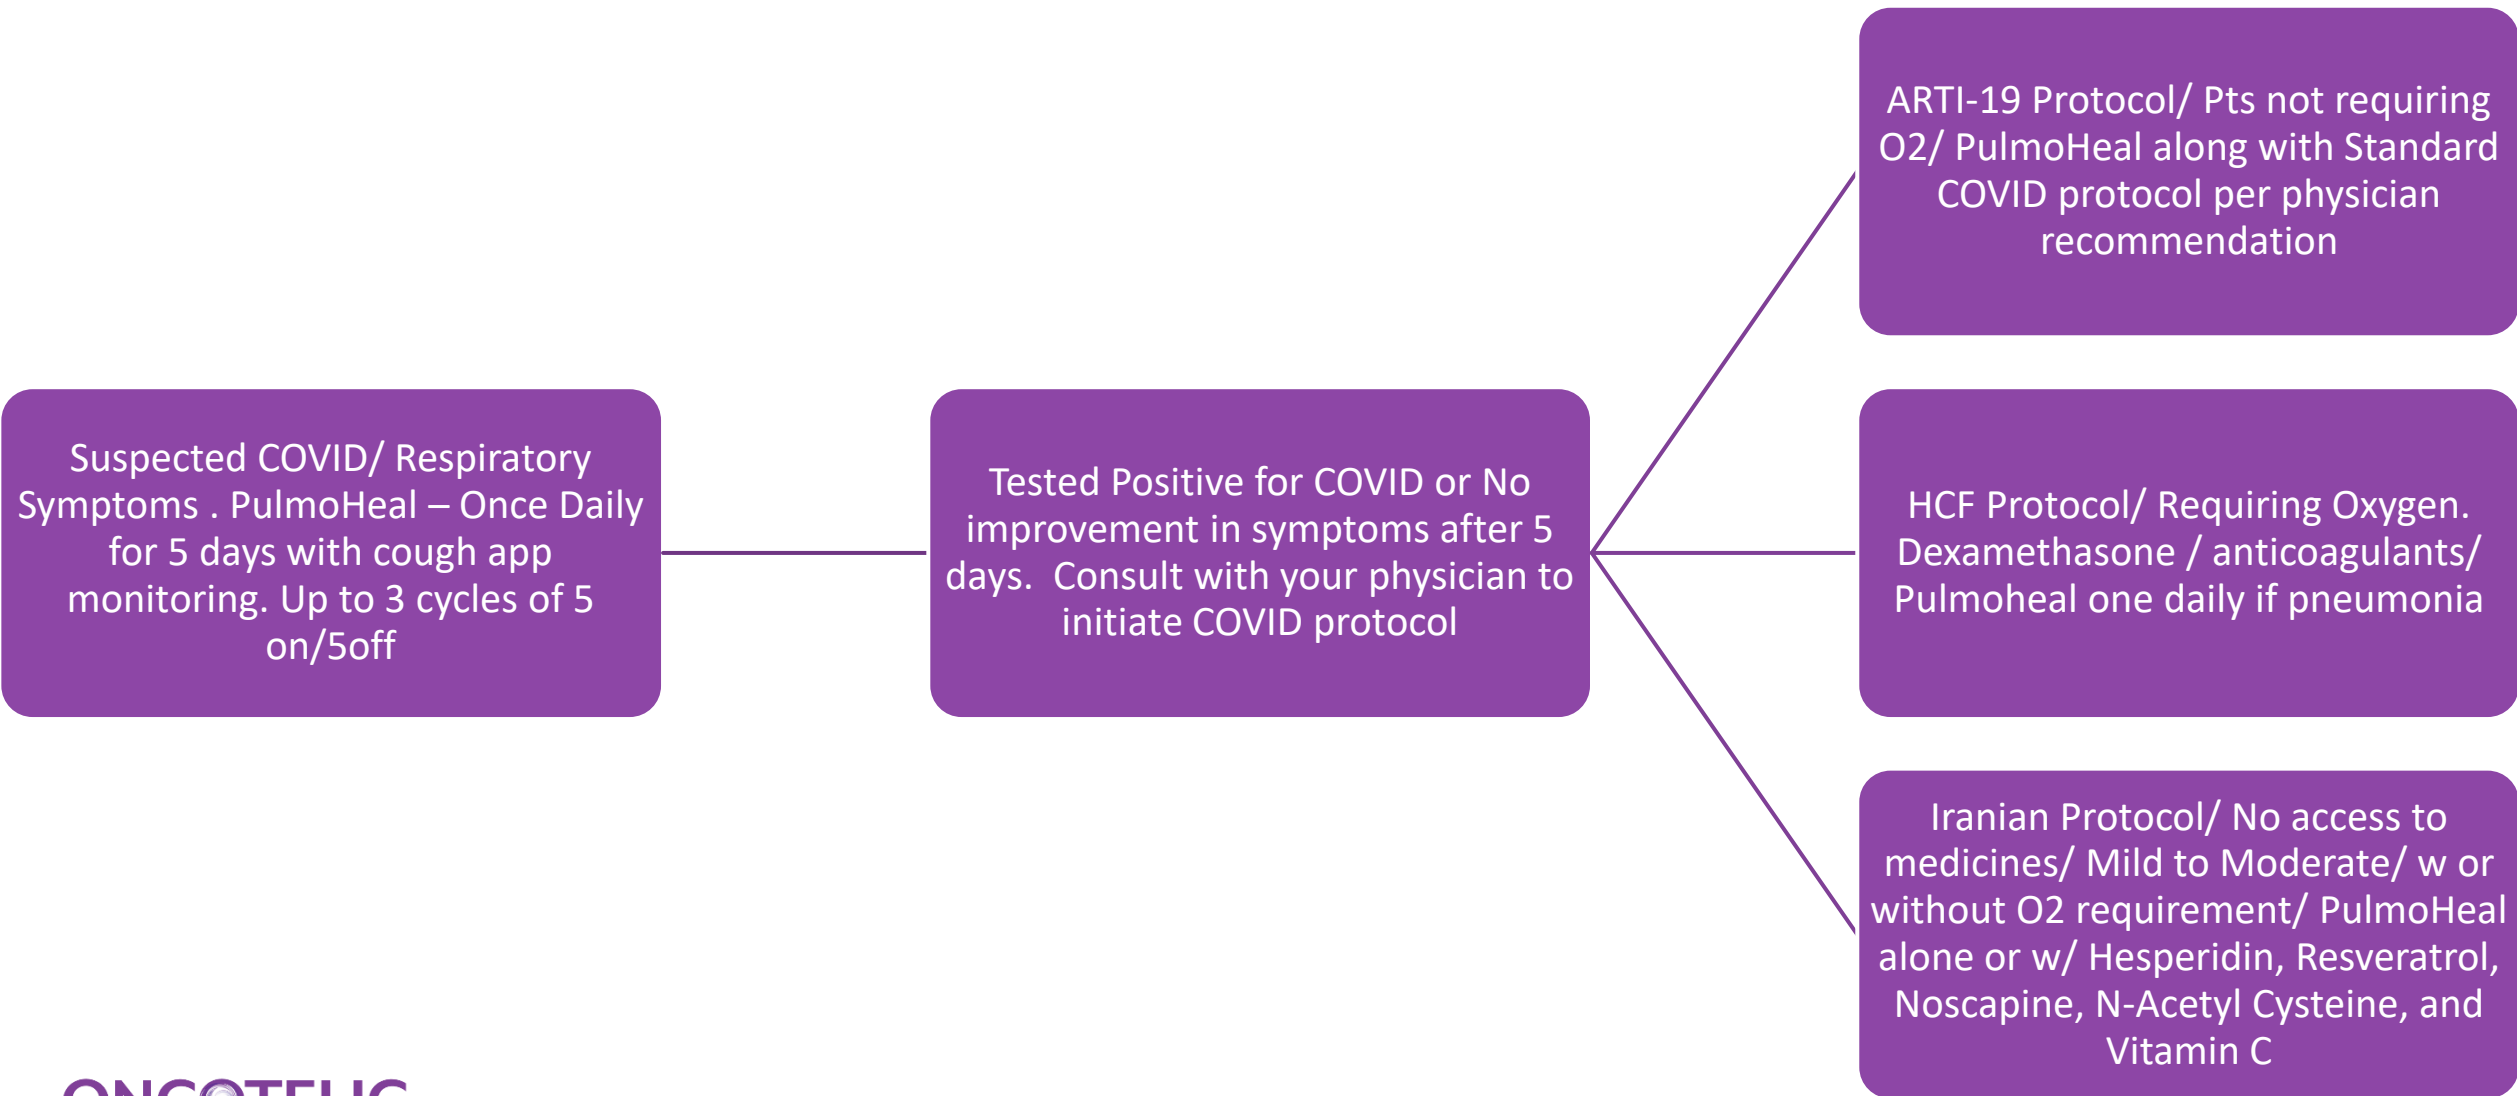 Suspected COVID/ Respiratory
Symptoms . PulmoHeal – Once Daily
for 5 days with cough app
monitoring. Up to 3 cycles of 5
on/5off
Tested Positive for COVID or No
improvement in symptoms after 5
days.  Consult with your physician to
initiate COVID protocol
ARTI-19 Protocol/ Pts not requiring
O2/ PulmoHeal along with Standard
COVID protocol per physician
recommendation
HCF Protocol/ Requiring Oxygen.
Dexamethasone / anticoagulants/
Pulmoheal one daily if pneumonia
Iranian Protocol/ No access to
medicines/ Mild to Moderate/ w or
without O2 requirement/ PulmoHeal
alone or w/ Hesperidin, Resveratrol,
Noscapine, N-Acetyl Cysteine, and
Vitamin C
ONCOTELIC